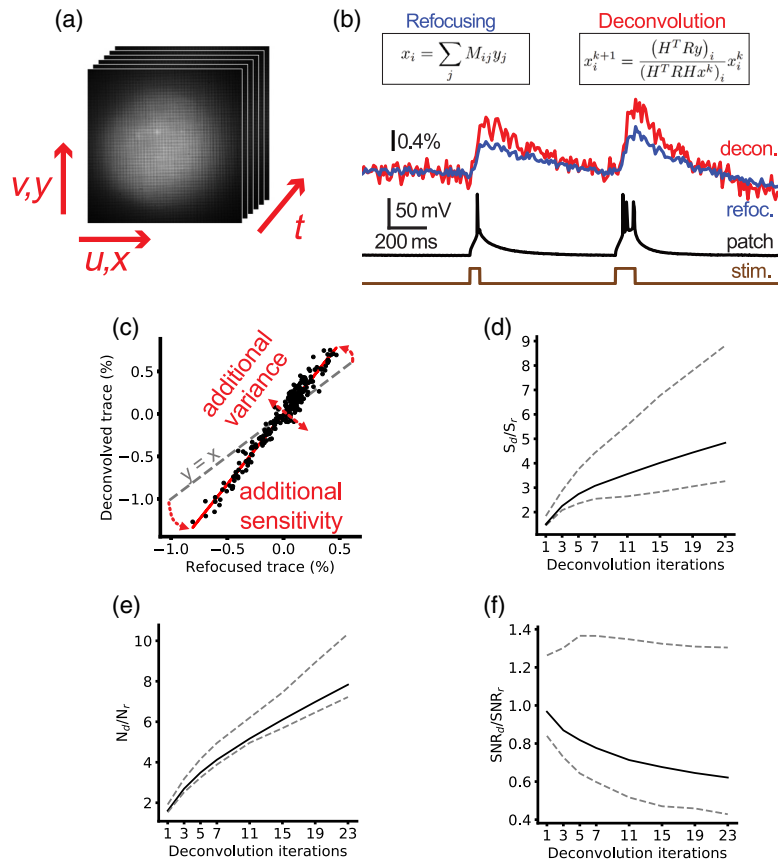 (a)
v,y
u,x
t
(b)
Refocusing
Deconvolution
x_i = \sum_j M_{ij} y_j
x_i^{k+1} = \frac{(H^T Ry)_i}{(H^T RHx^k)_i} x_i^k
0.4%
decon.
refoc.
50 mV
200 ms
patch
stim.
(c)
Deconvolved trace (%)
0.5
0.0
−0.5
−1.0
additional
variance
y = x
additional
sensitivity
−1.0 −0.5 0.0 0.5
Refocused trace (%)
(d)
S_d/S_r
9
8
7
6
5
4
3
2
1 3 5 7 11 15 19 23
Deconvolution iterations
(e)
N_d/N_r
10
8
6
4
2
1 3 5 7 11 15 19 23
Deconvolution iterations
(f)
SNR_d/SNR_r
1.4
1.2
1.0
0.8
0.6
0.4
1 3 5 7 11 15 19 23
Deconvolution iterations